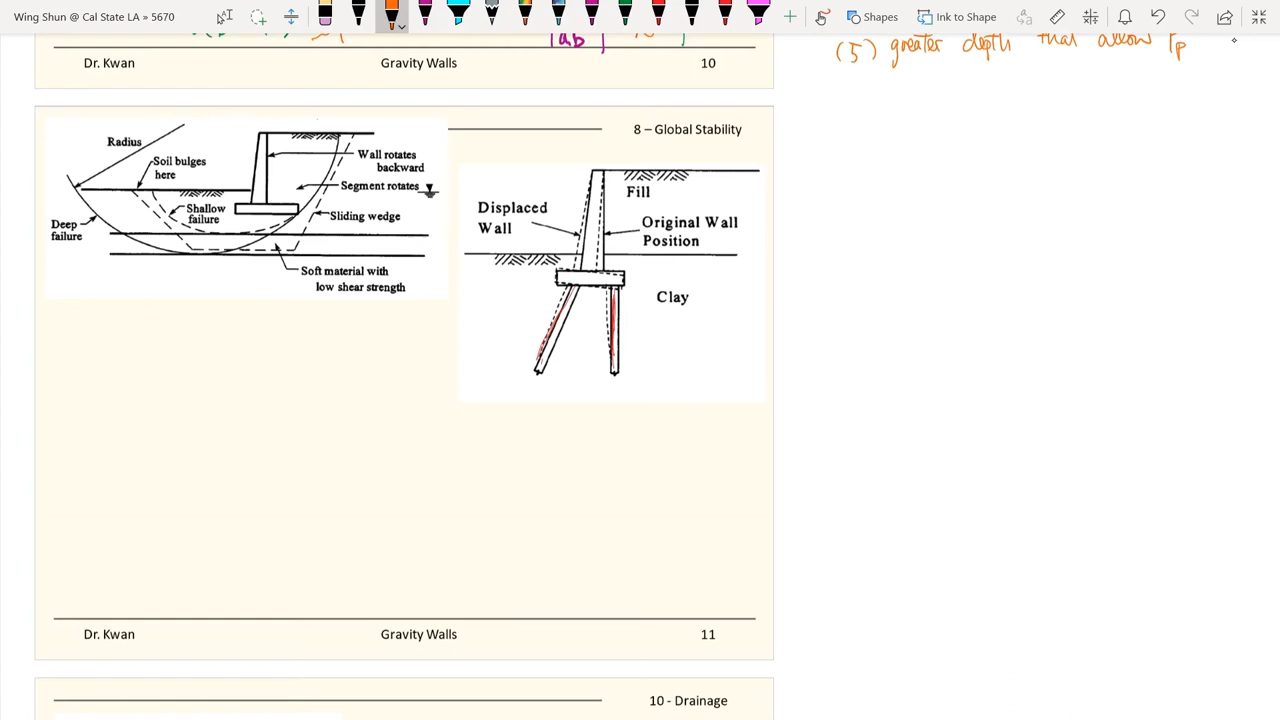 Wing Shun @ Cal State LA » 5670
Shapes
Ink to Shape
ab
(5) greater depth that allow Pp
Dr. Kwan
Gravity Walls
10
8 – Global Stability
Radius
Soil bulges
here
Wall rotates
backward
Segment rotates
Shallow
failure
Sliding wedge
Deep
failure
Soft material with
low shear strength
Fill
Displaced
Wall
Original Wall
Position
Clay
Dr. Kwan
Gravity Walls
11
10 - Drainage